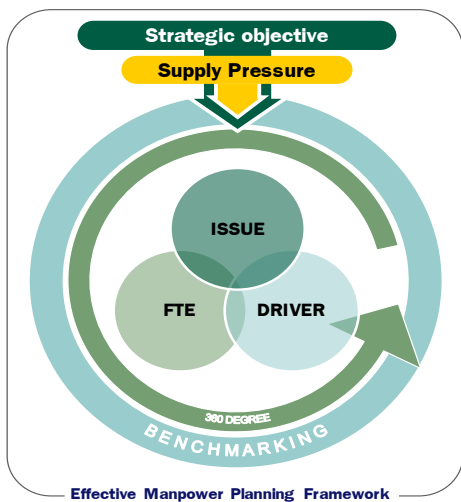 Strategic objective
Supply Pressure
ISSUE
FTE
DRIVER
360 DEGREE
BENCHMARKING
Effective Manpower Planning Framework